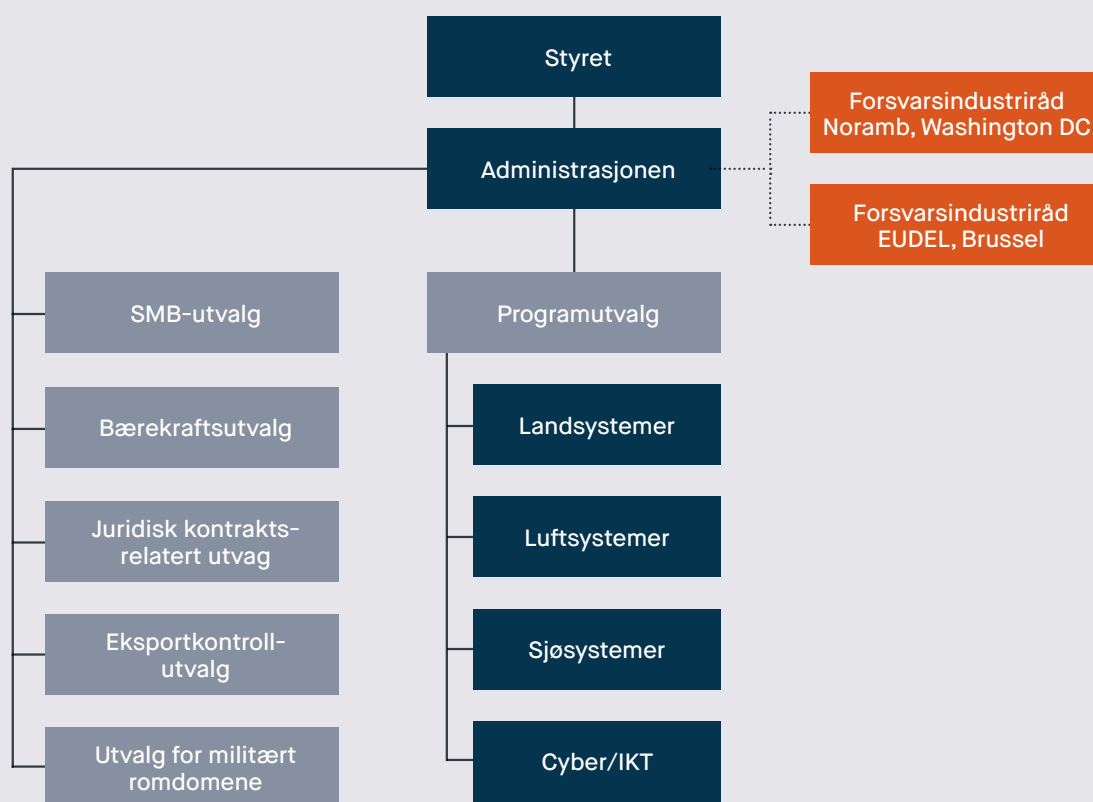 Styret
Forsvarsindustriråd
Noramb, Washington DC
Administrasjonen
Forsvarsindustriråd
EUDEL, Brussel
SMB-utvalg
Bærekraftsutvalg
Juridisk kontrakts-
relatert utvag
Eksportkontroll-
utvalg
Utvalg for militært
romdomene
Programutvalg
Landsystemer
Luftsystemer
Sjøsystemer
Cyber/IKT